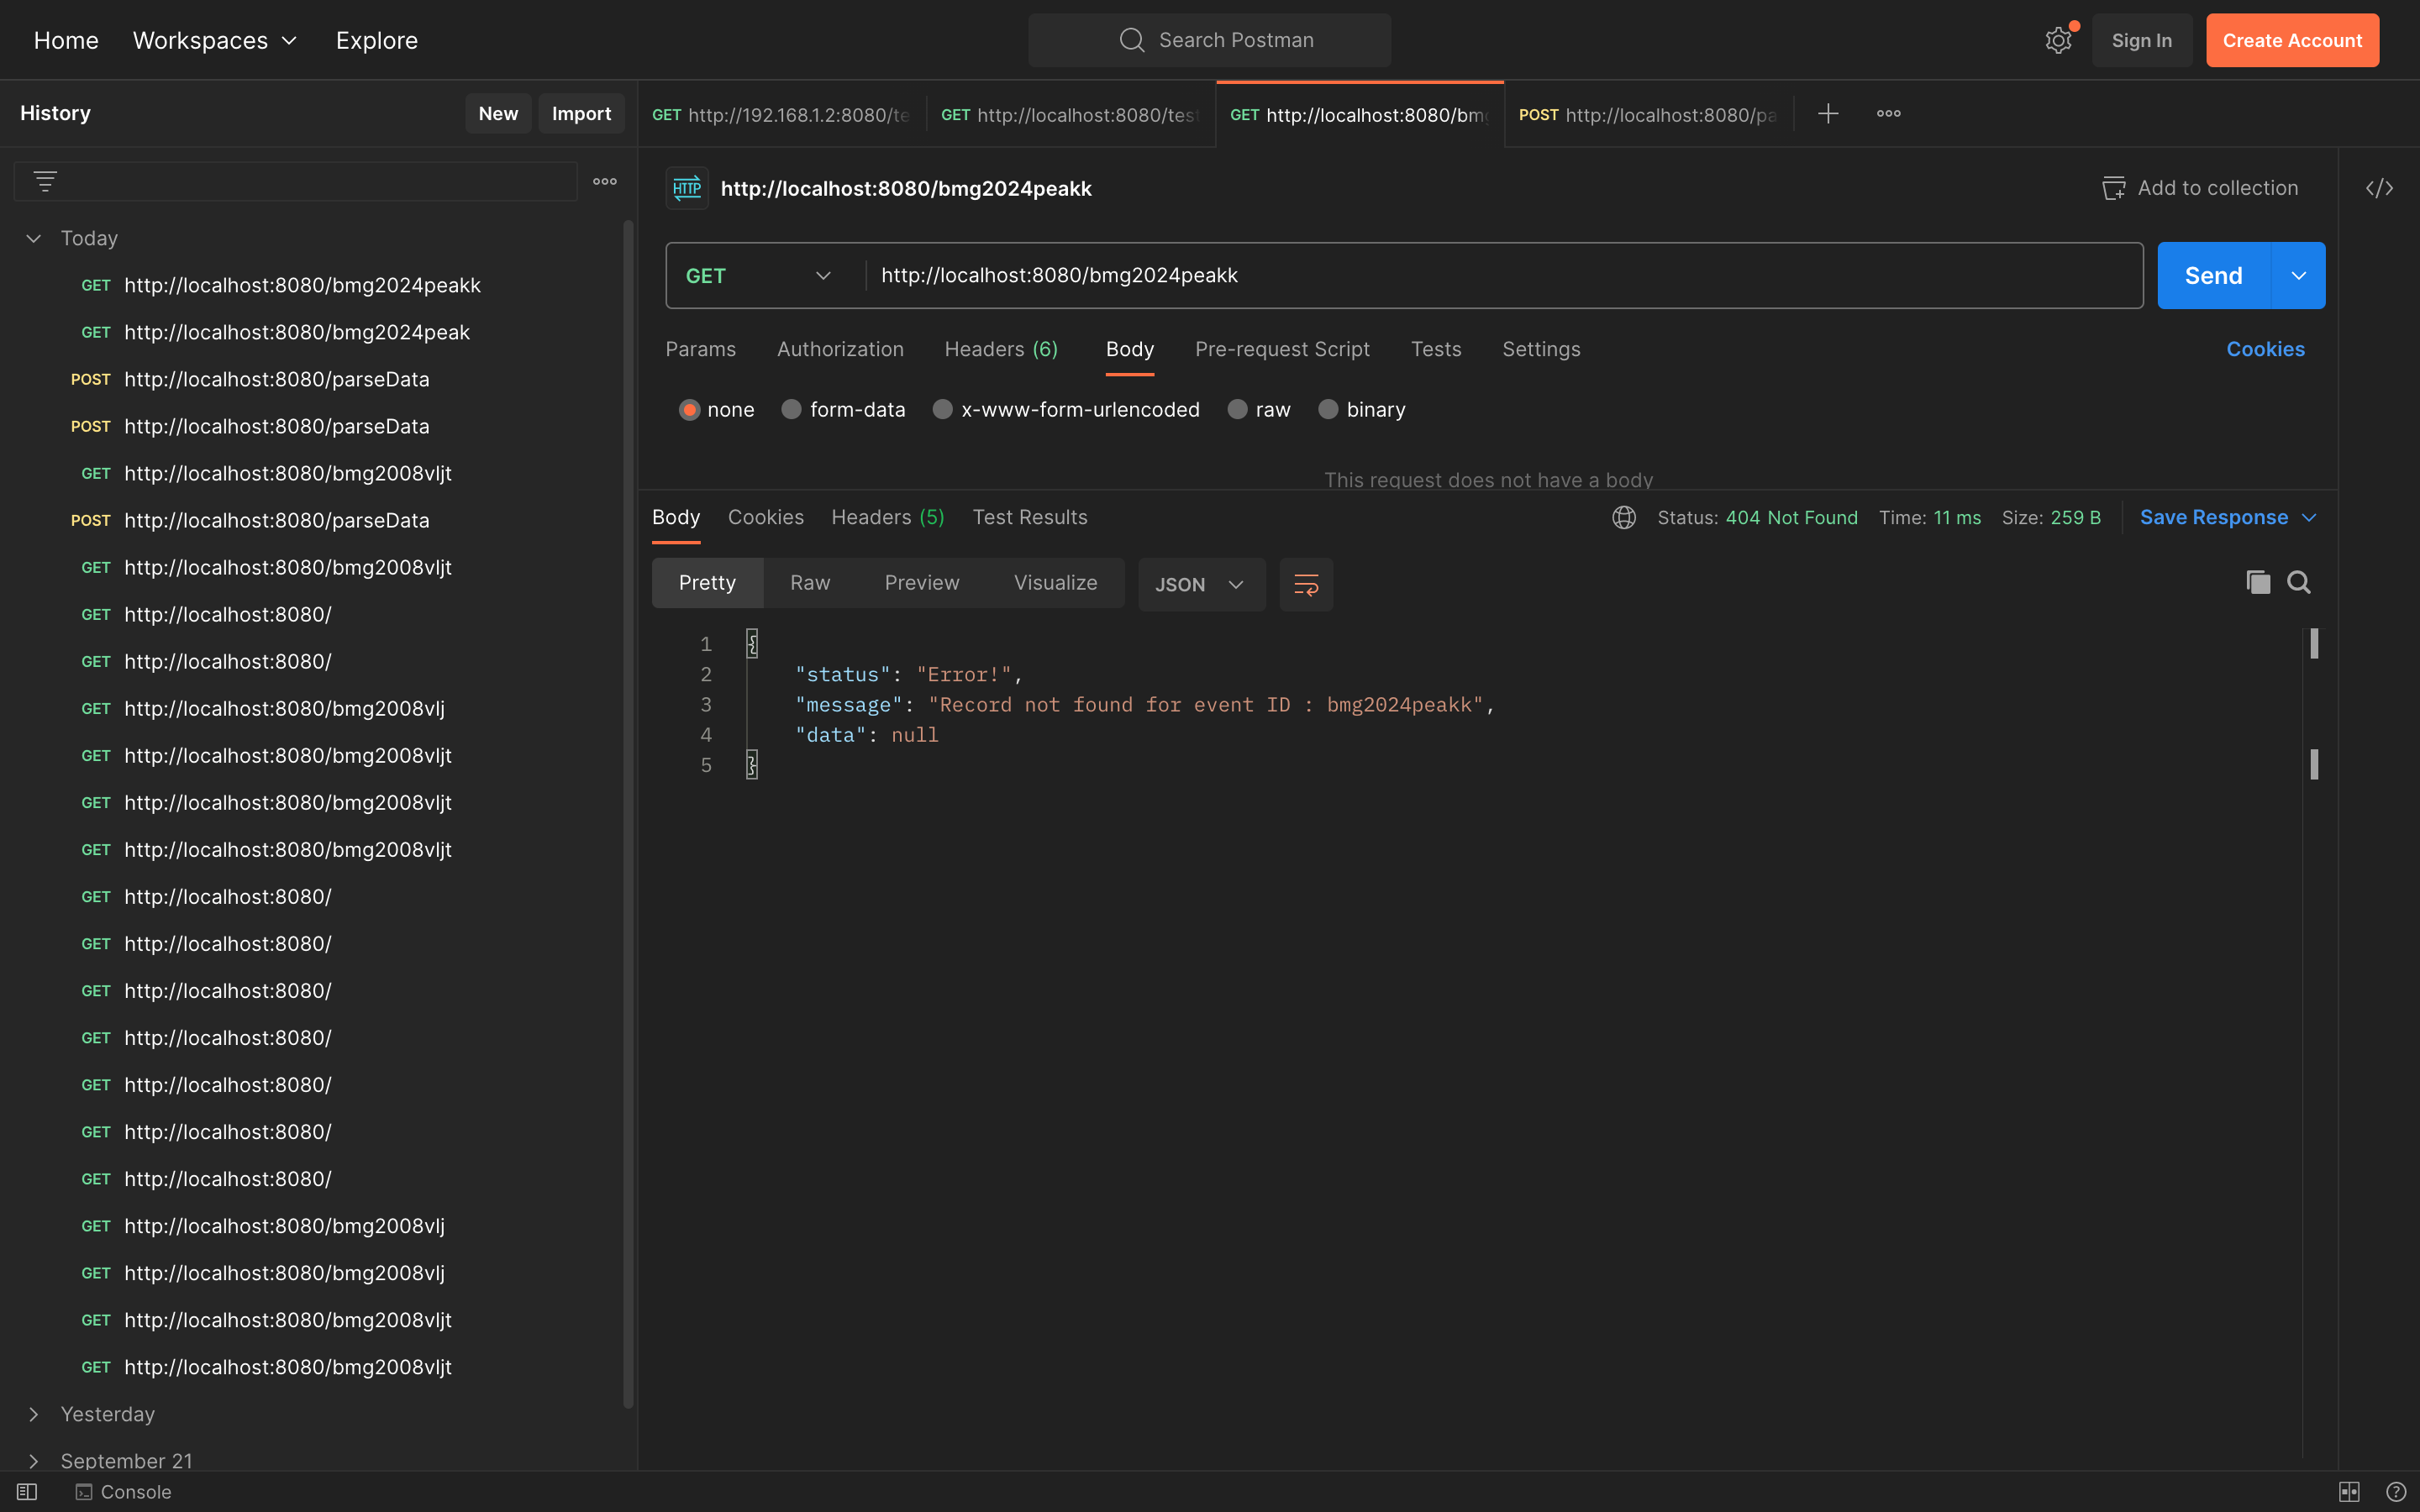 Home Workspaces Explore Search Postman Sign In Create Account
History New Import
GET http://192.168.1.2:8080/te GET http://localhost:8080/test GET http://localhost:8080/bmg POST http://localhost:8080/pa
HTTP http://localhost:8080/bmg2024peakk Add to collection
Today
GET http://localhost:8080/bmg2024peakk
GET http://localhost:8080/bmg2024peak
POST http://localhost:8080/parseData
POST http://localhost:8080/parseData
GET http://localhost:8080/bmg2008vljt
POST http://localhost:8080/parseData
GET http://localhost:8080/bmg2008vljt
GET http://localhost:8080/
GET http://localhost:8080/
GET http://localhost:8080/bmg2008vlj
GET http://localhost:8080/bmg2008vljt
GET http://localhost:8080/bmg2008vljt
GET http://localhost:8080/bmg2008vljt
GET http://localhost:8080/
GET http://localhost:8080/
GET http://localhost:8080/
GET http://localhost:8080/
GET http://localhost:8080/
GET http://localhost:8080/
GET http://localhost:8080/
GET http://localhost:8080/bmg2008vlj
GET http://localhost:8080/bmg2008vlj
GET http://localhost:8080/bmg2008vljt
GET http://localhost:8080/bmg2008vljt
Yesterday
September 21
GET http://localhost:8080/bmg2024peakk Send
Params Authorization Headers (6) Body Pre-request Script Tests Settings Cookies
none form-data x-www-form-urlencoded raw binary
This request does not have a body
Body Cookies Headers (5) Test Results Status: 404 Not Found Time: 11 ms Size: 259 B Save Response
Pretty Raw Preview Visualize JSON
1 {
2 "status": "Error!",
3 "message": "Record not found for event ID : bmg2024peakk",
4 "data": null
5 }
Console